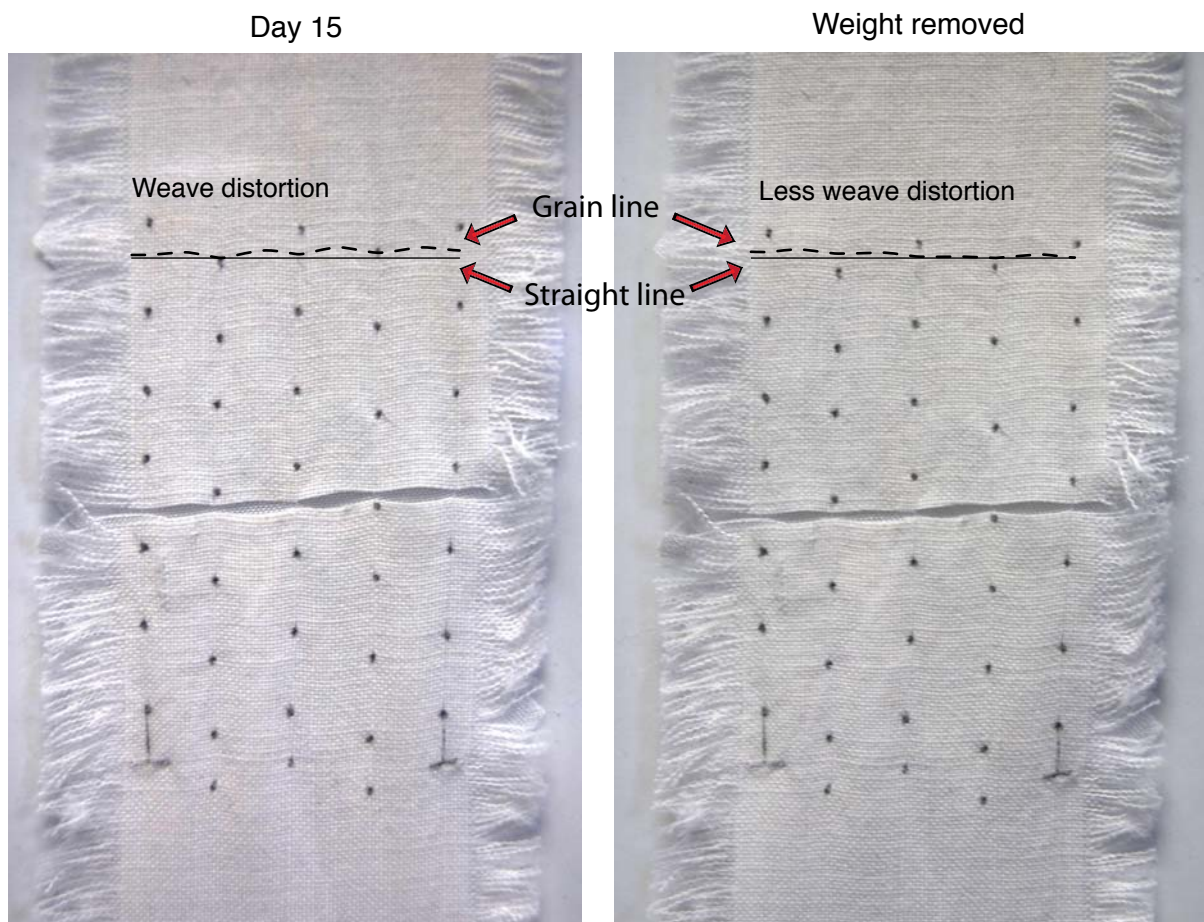 Day 15
Weight removed
Weave distortion
Less weave distortion
Grain line
Straight line